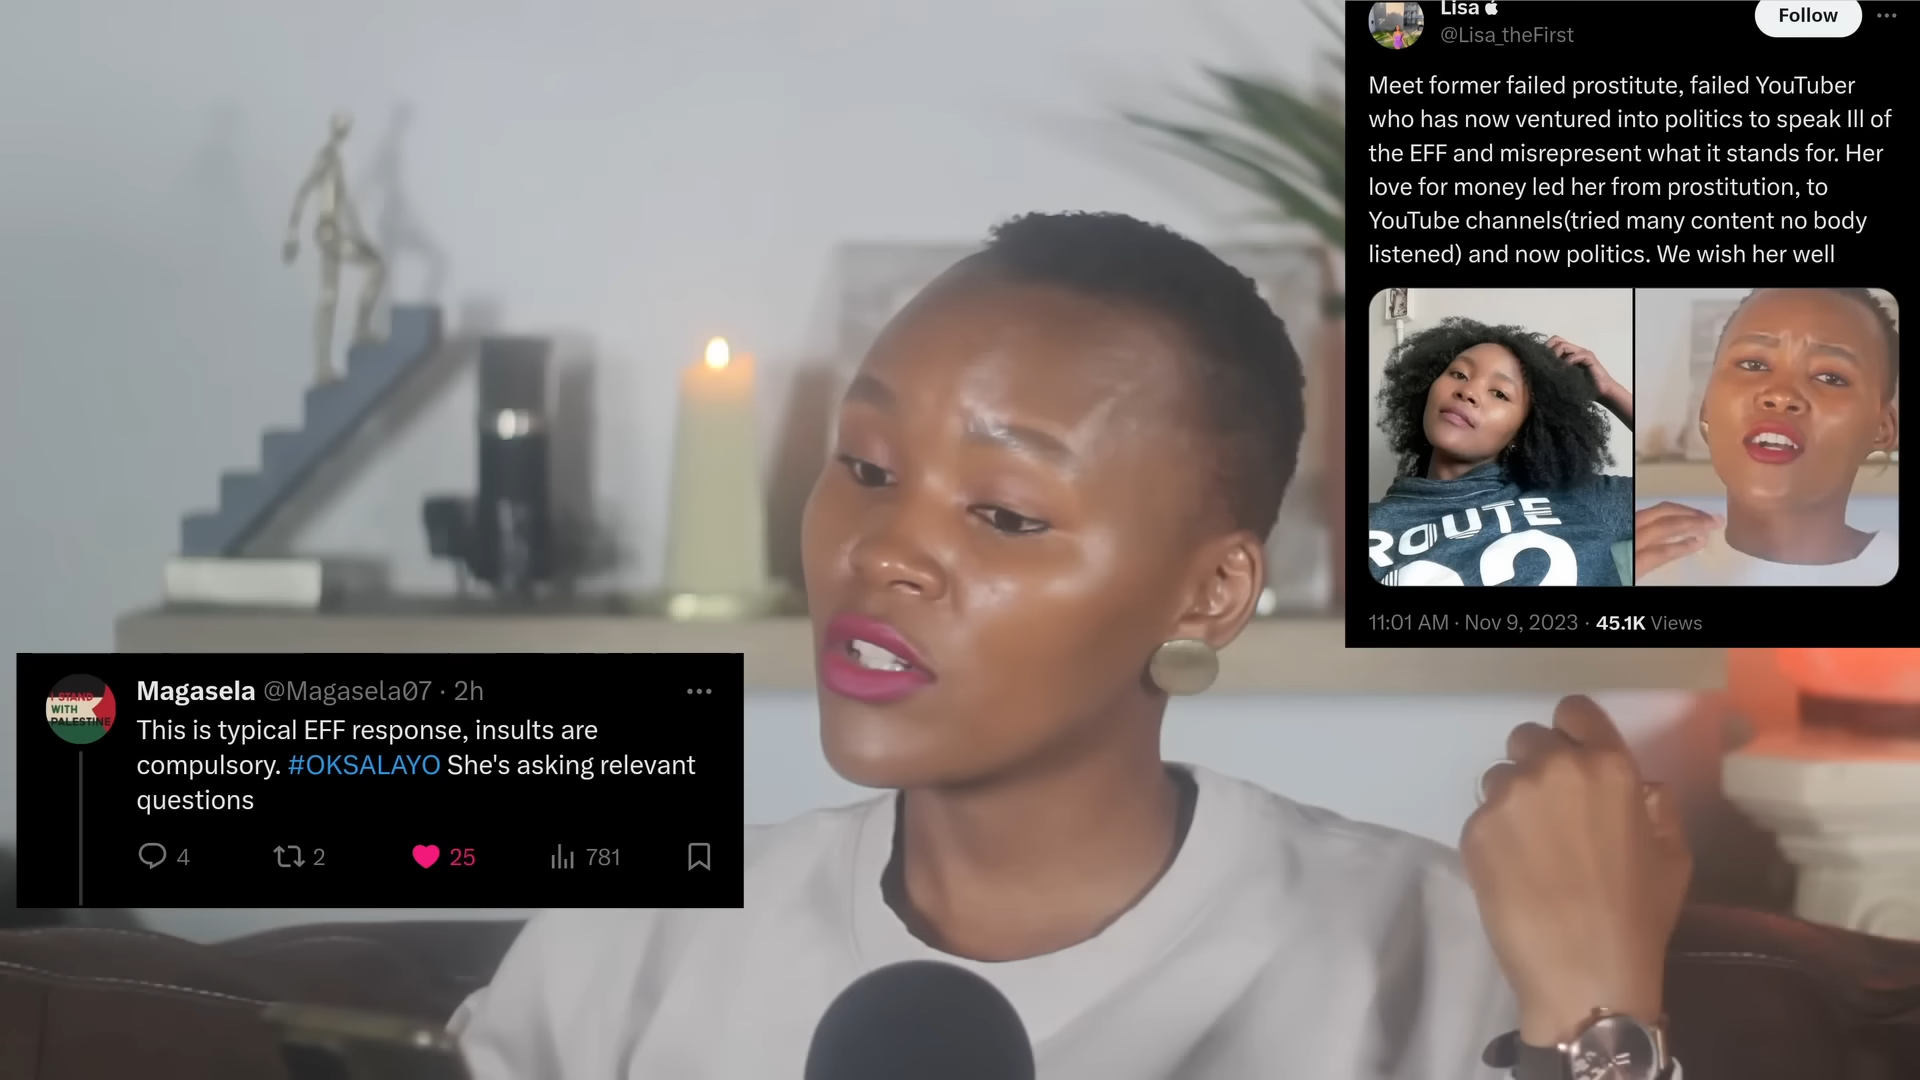 Lisa
@Lisa_theFirst
Follow
Meet former failed prostitute, failed YouTuber
who has now ventured into politics to speak Ill of
the EFF and misrepresent what it stands for. Her
love for money led her from prostitution, to
YouTube channels(tried many content no body
listened) and now politics. We wish her well
ROUTE
11:01 AM · Nov 9, 2023 · 45.1K Views
I STAND
WITH
PALESTINE
Magasela @Magasela07 · 2h
This is typical EFF response, insults are
compulsory. #OKSALAYO She's asking relevant
questions
4 2 25 781